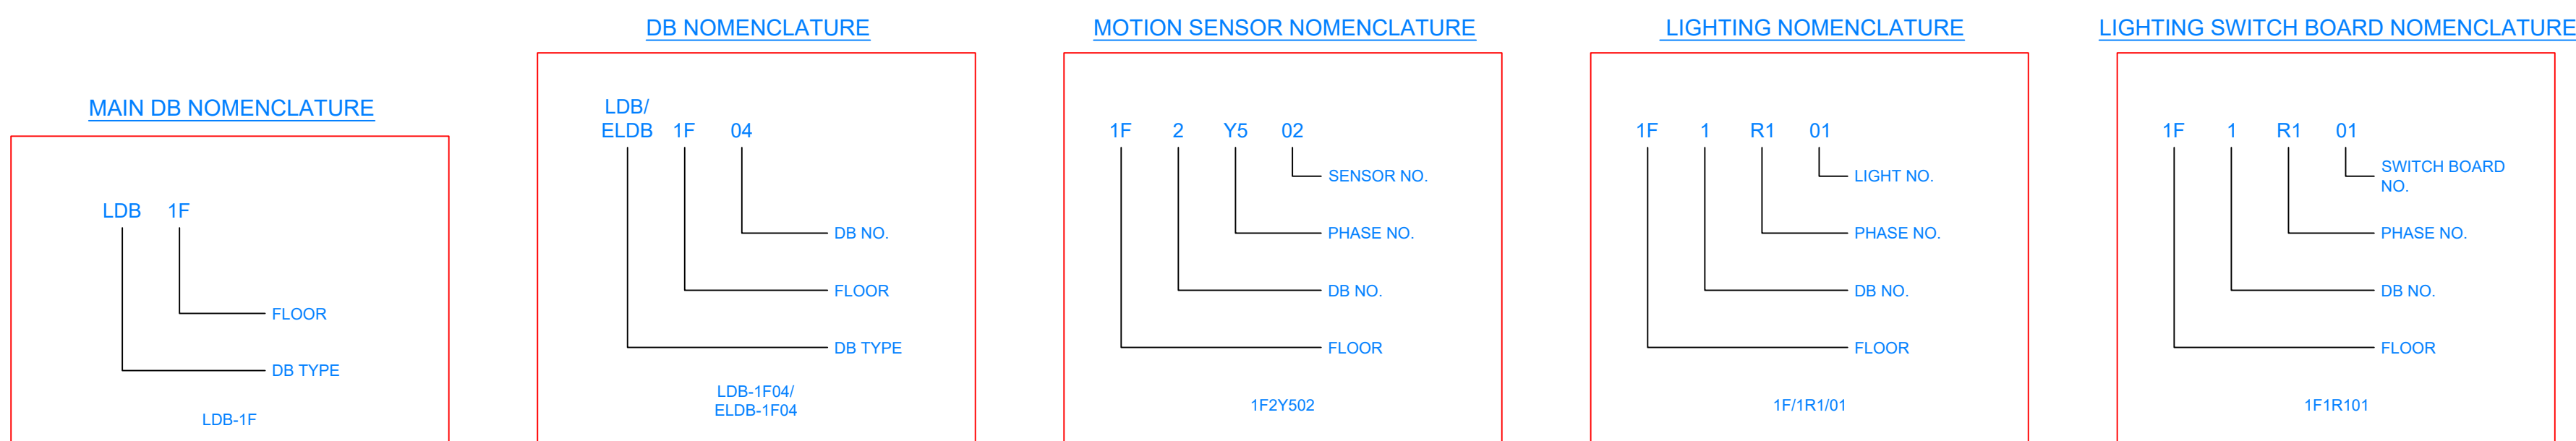 MAIN DB NOMENCLATURE
LDB 1F
FLOOR
DB TYPE
LDB-1F
DB NOMENCLATURE
LDB/
ELDB 1F 04
DB NO.
FLOOR
DB TYPE
LDB-1F04/
ELDB-1F04
MOTION SENSOR NOMENCLATURE
1F 2 Y5 02
SENSOR NO.
PHASE NO.
DB NO.
FLOOR
1F2Y502
LIGHTING NOMENCLATURE
1F 1 R1 01
LIGHT NO.
PHASE NO.
DB NO.
FLOOR
1F/1R1/01
LIGHTING SWITCH BOARD NOMENCLATURE
1F 1 R1 01
SWITCH BOARD
NO.
PHASE NO.
DB NO.
FLOOR
1F1R101